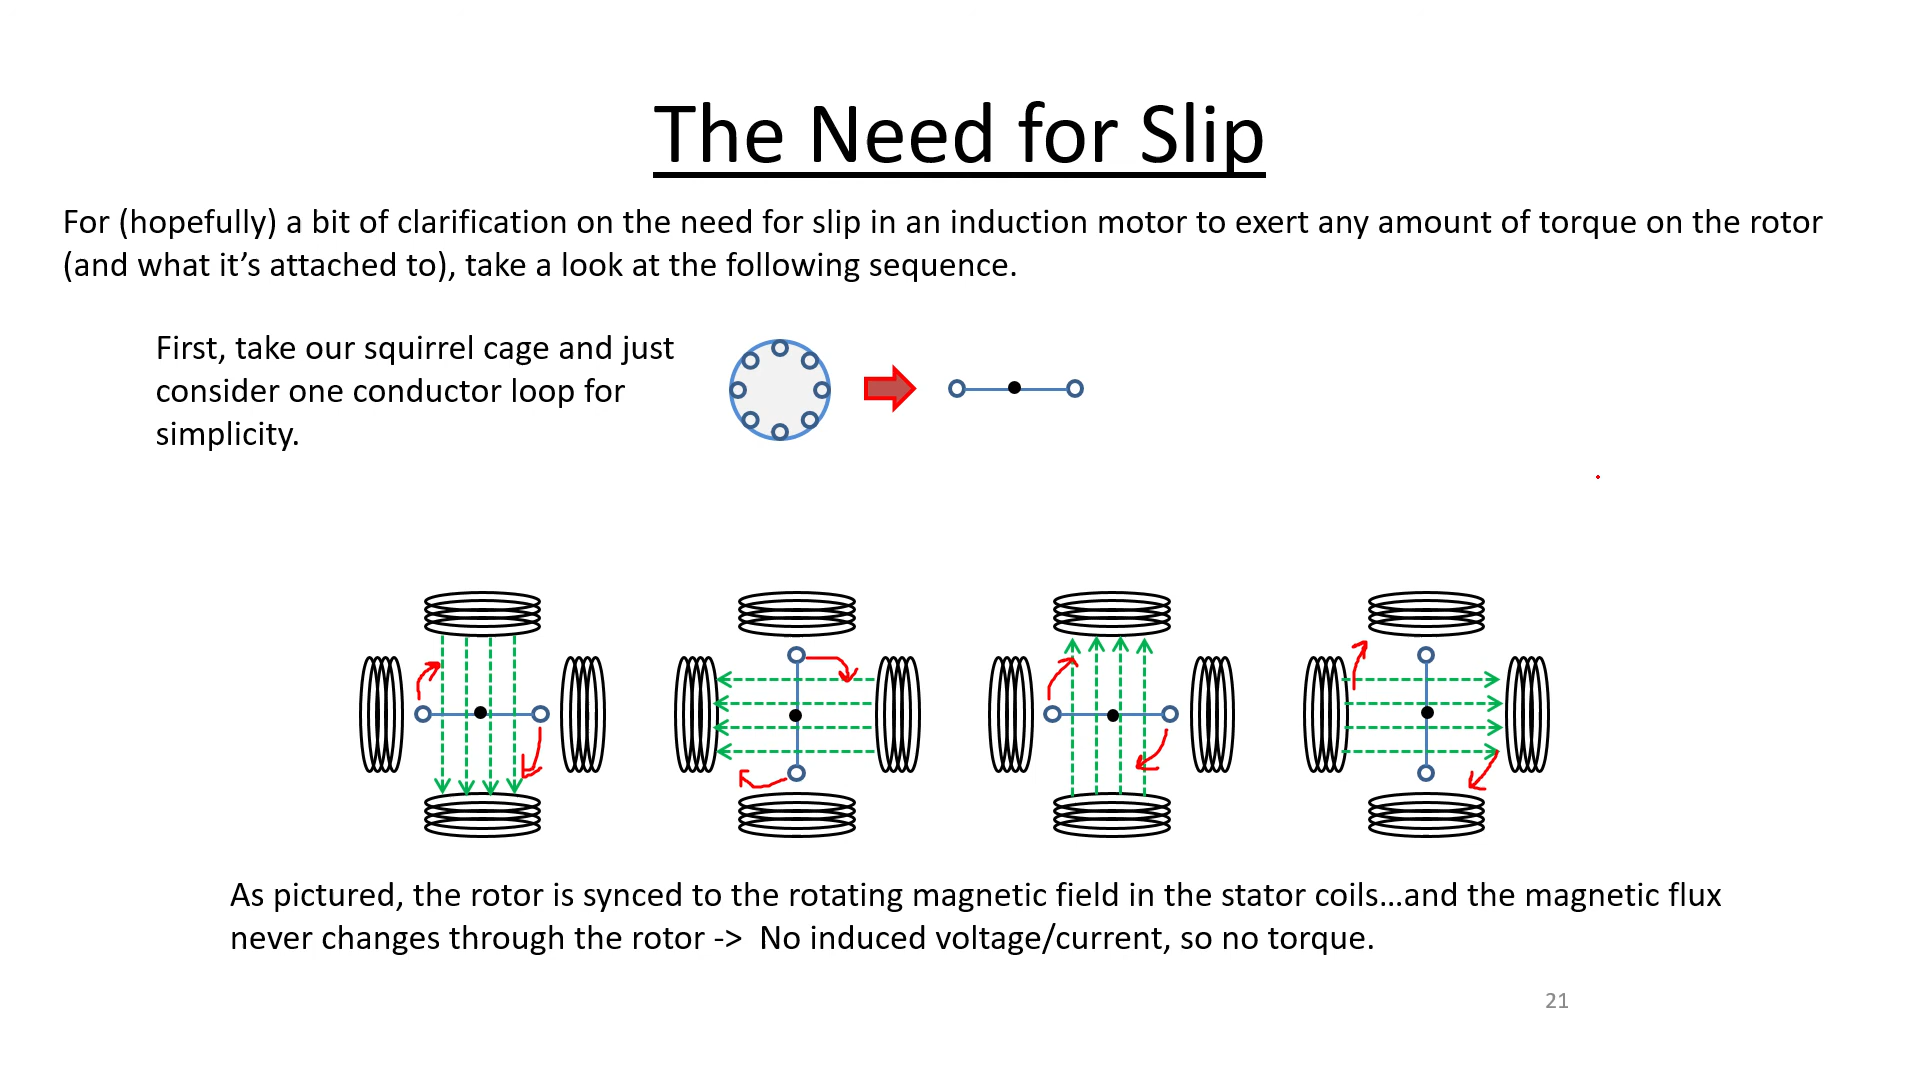 The Need for Slip
For (hopefully) a bit of clarification on the need for slip in an induction motor to exert any amount of torque on the rotor
(and what it’s attached to), take a look at the following sequence.
First, take our squirrel cage and just
consider one conductor loop for
simplicity.
As pictured, the rotor is synced to the rotating magnetic field in the stator coils…and the magnetic flux
never changes through the rotor -> No induced voltage/current, so no torque.
21